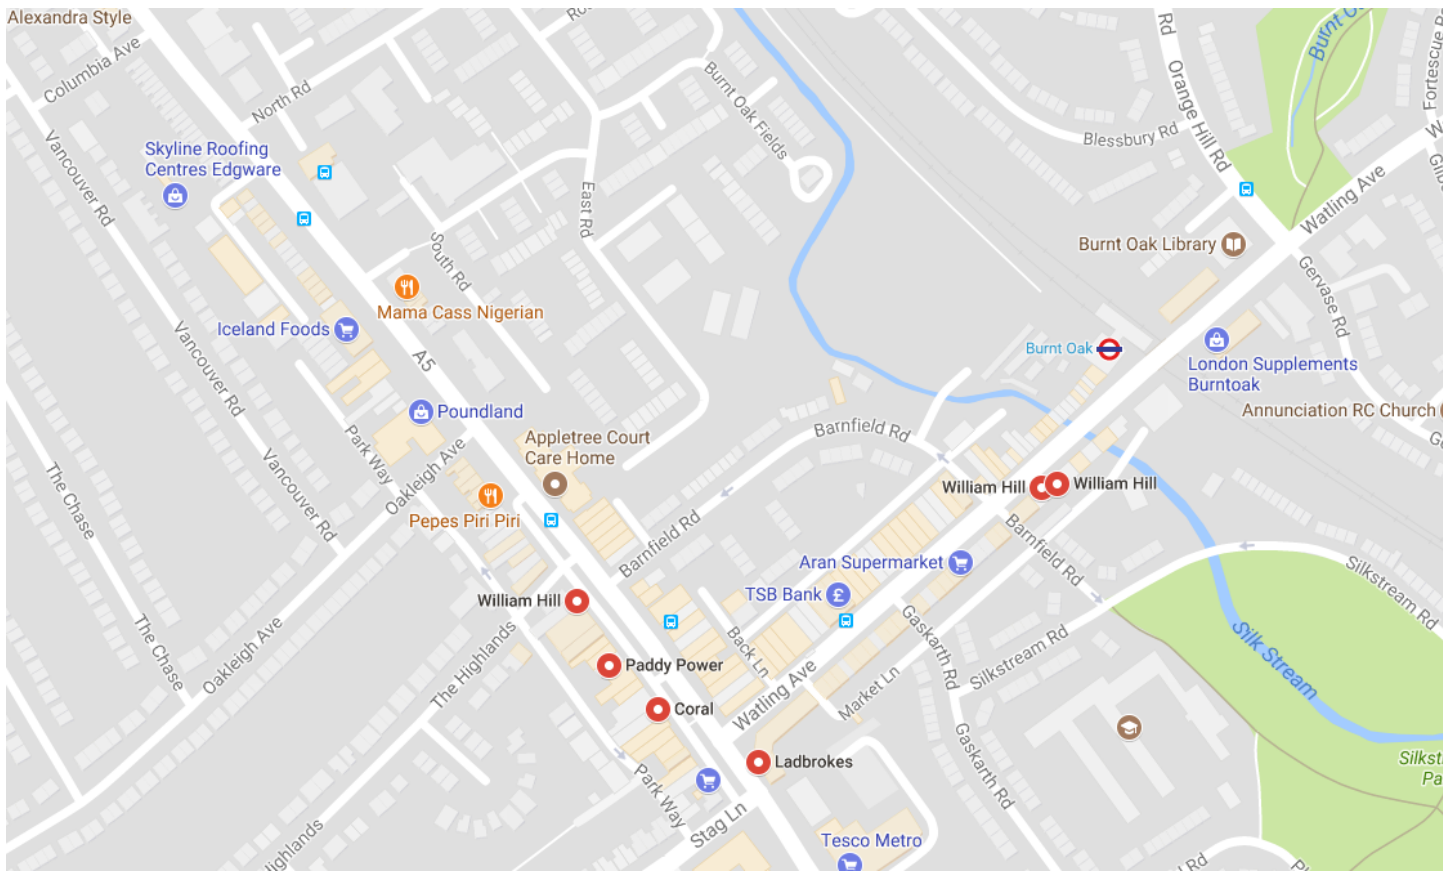 Alexandra Style
Columbia Ave
North Rd
Burnt Oak Fields
Rd
Orange Hill Rd
Blessbury Rd
Burnt
Watling Ave
Vancouver Rd
Skyline Roofing
Centres Edgware
East Rd
South Rd
Burnt Oak Library
Gervase Rd
Mama Cass Nigerian
Iceland Foods
Vancouver Rd
A5
Burnt Oak
London Supplements
Burntoak
Poundland
Annunciation RC Church
Park Way
Oakleigh Ave
Appletree Court
Care Home
Barnfield Rd
The Chase
Vancouver Rd
Pepes Piri Piri
William Hill
William Hill
Barnfield Rd
Barnfield Rd
Aran Supermarket
TSB Bank
£
Silkstream Rd
William Hill
The Highlands
Back Ln
Gaskarth Rd
Silkstream Rd
Silk Stream
The Chase
Oakleigh Ave
Paddy Power
Coral
Watling Ave
Market Ln
Ladbrokes
Gaskarth Rd
Park Way
Stag Ln
Tesco Metro
Rd